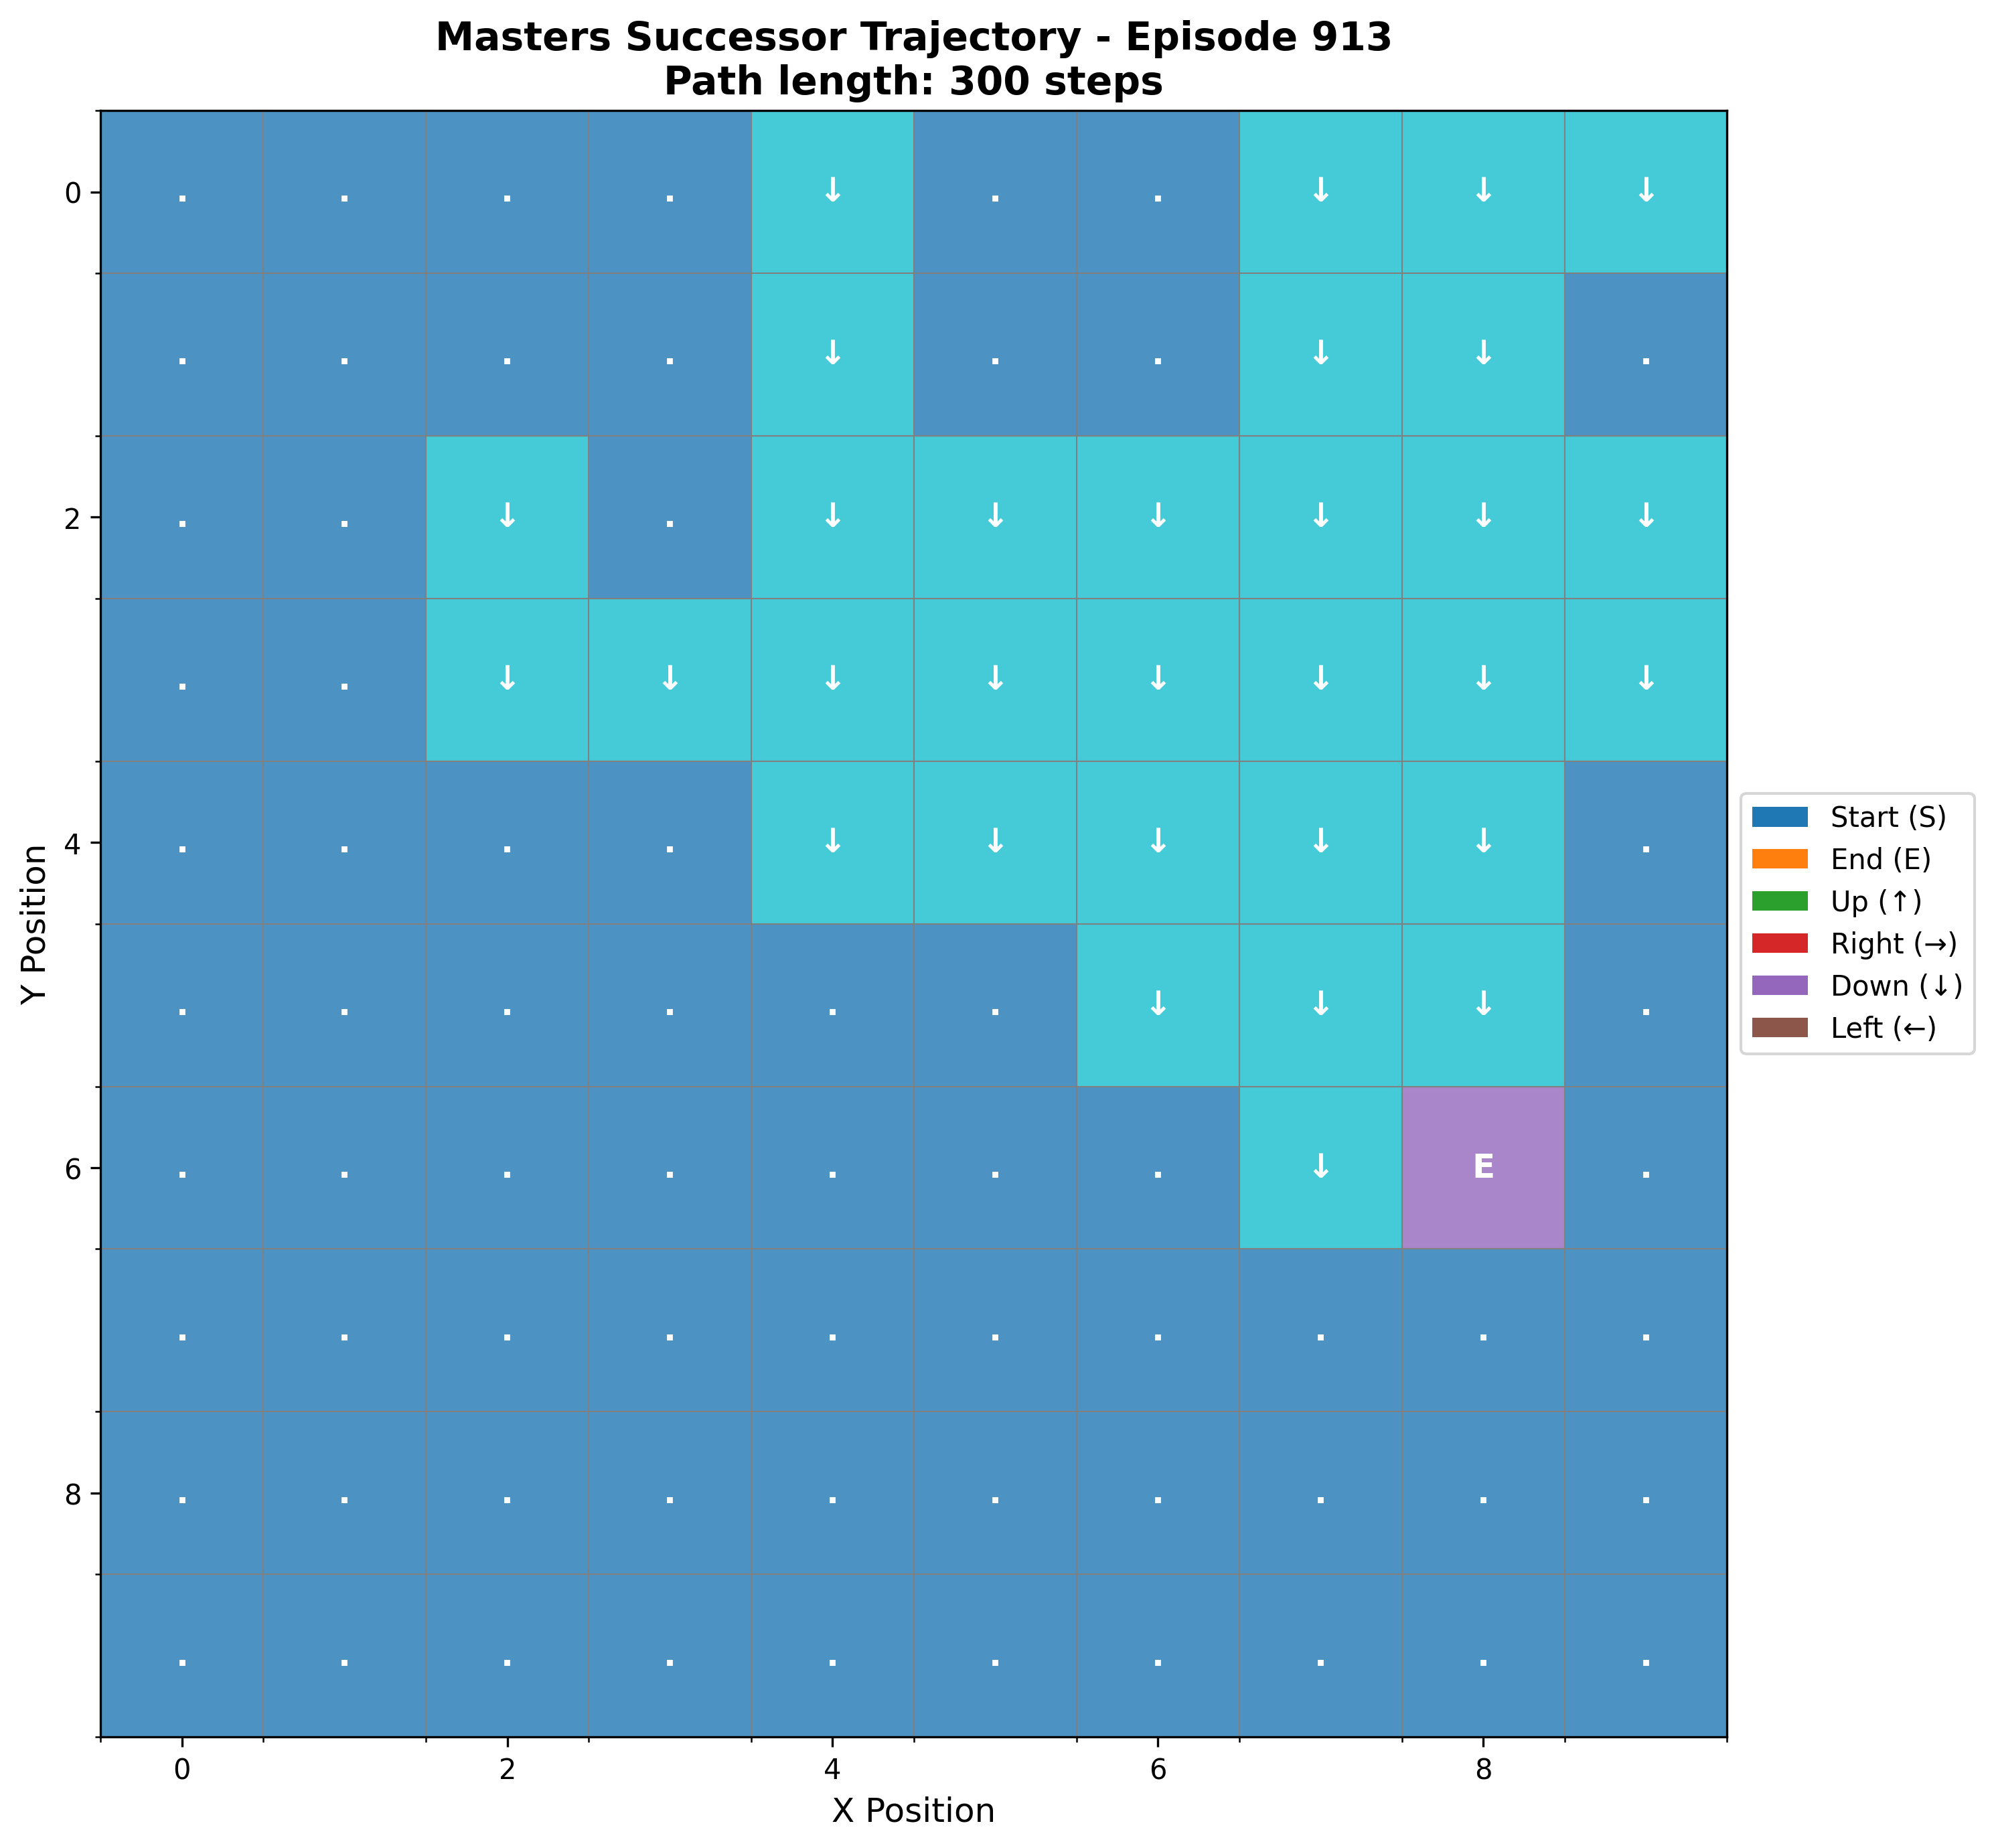 Masters Successor Trajectory - Episode 913
Path length: 300 steps
0 . . . . ↓ . . ↓ ↓ ↓
. . . . ↓ . . ↓ ↓ .
2 . . ↓ . ↓ ↓ ↓ ↓ ↓ ↓
. . ↓ ↓ ↓ ↓ ↓ ↓ ↓ ↓
4 . . . . ↓ ↓ ↓ ↓ ↓ .
. . . . . . ↓ ↓ ↓ .
6 . . . . . . . ↓ E .
. . . . . . . . . .
8 . . . . . . . . . .
. . . . . . . . . .
0 2 4 6 8
X Position
Y Position
Start (S)
End (E)
Up (↑)
Right (→)
Down (↓)
Left (←)